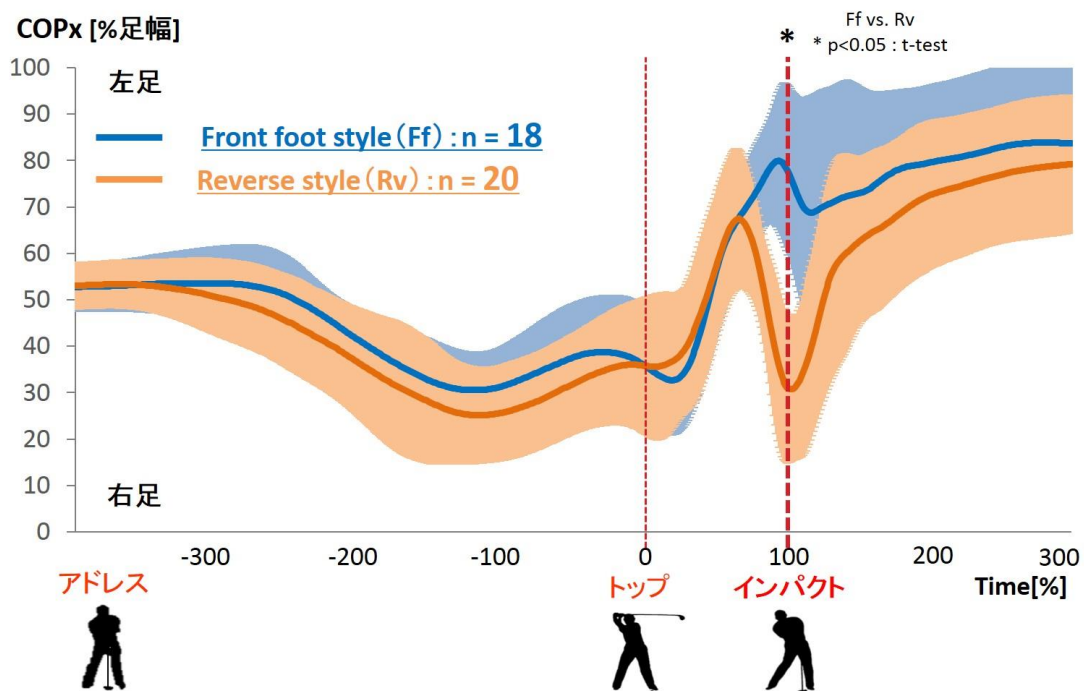 COPx [%足幅]
Ff vs. Rv
* p<0.05 : t-test
*
100
左足
90
Front foot style(Ff):n = 18
80
Reverse style(Rv):n = 20
70
60
50
40
30
20
10
右足
0
-300 -200 -100 0 100 200 300
アドレス トップ インパクト Time[%]